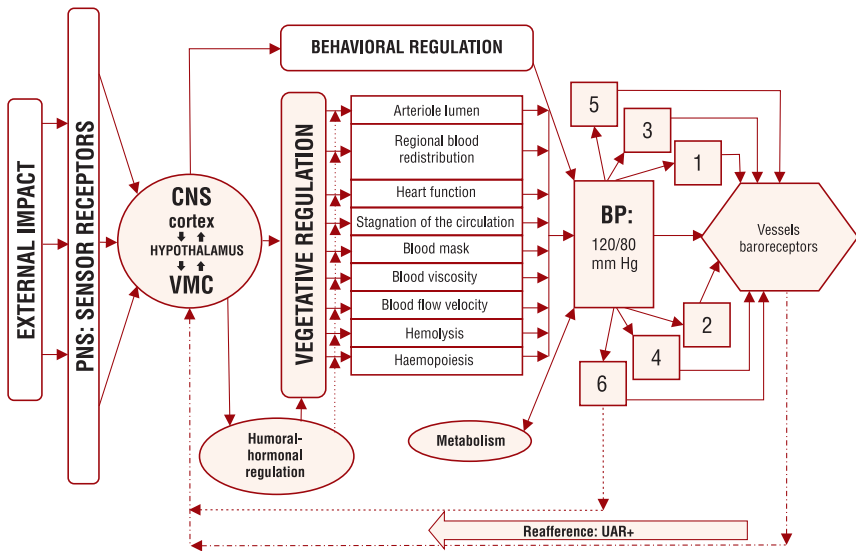 EXTERNAL IMPACT
PNS: SENSOR RECEPTORS
CNS
cortex
HYPOTHALAMUS
VMC
BEHAVIORAL REGULATION
VEGETATIVE REGULATION
Arteriole lumen
Regional blood
redistribution
Heart function
Stagnation of the circulation
Blood mask
Blood viscosity
Blood flow velocity
Hemolysis
Haemopoiesis
Humoral-
hormonal
regulation
Metabolism
BP:
120/80
mm Hg
5
3
1
2
4
6
Vessels
baroreceptors
Reafference: UAR+